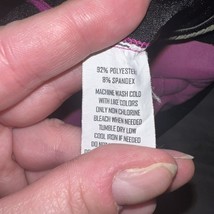 92% POLYESTER
8% SPANDEX
MACHINE WASH COLD
WITH LIKE COLORS
ONLY NON CHLORINE
BLEACH WHEN NEEDED
TUMBLE DRY LOW
COOL IRON IF NEEDED